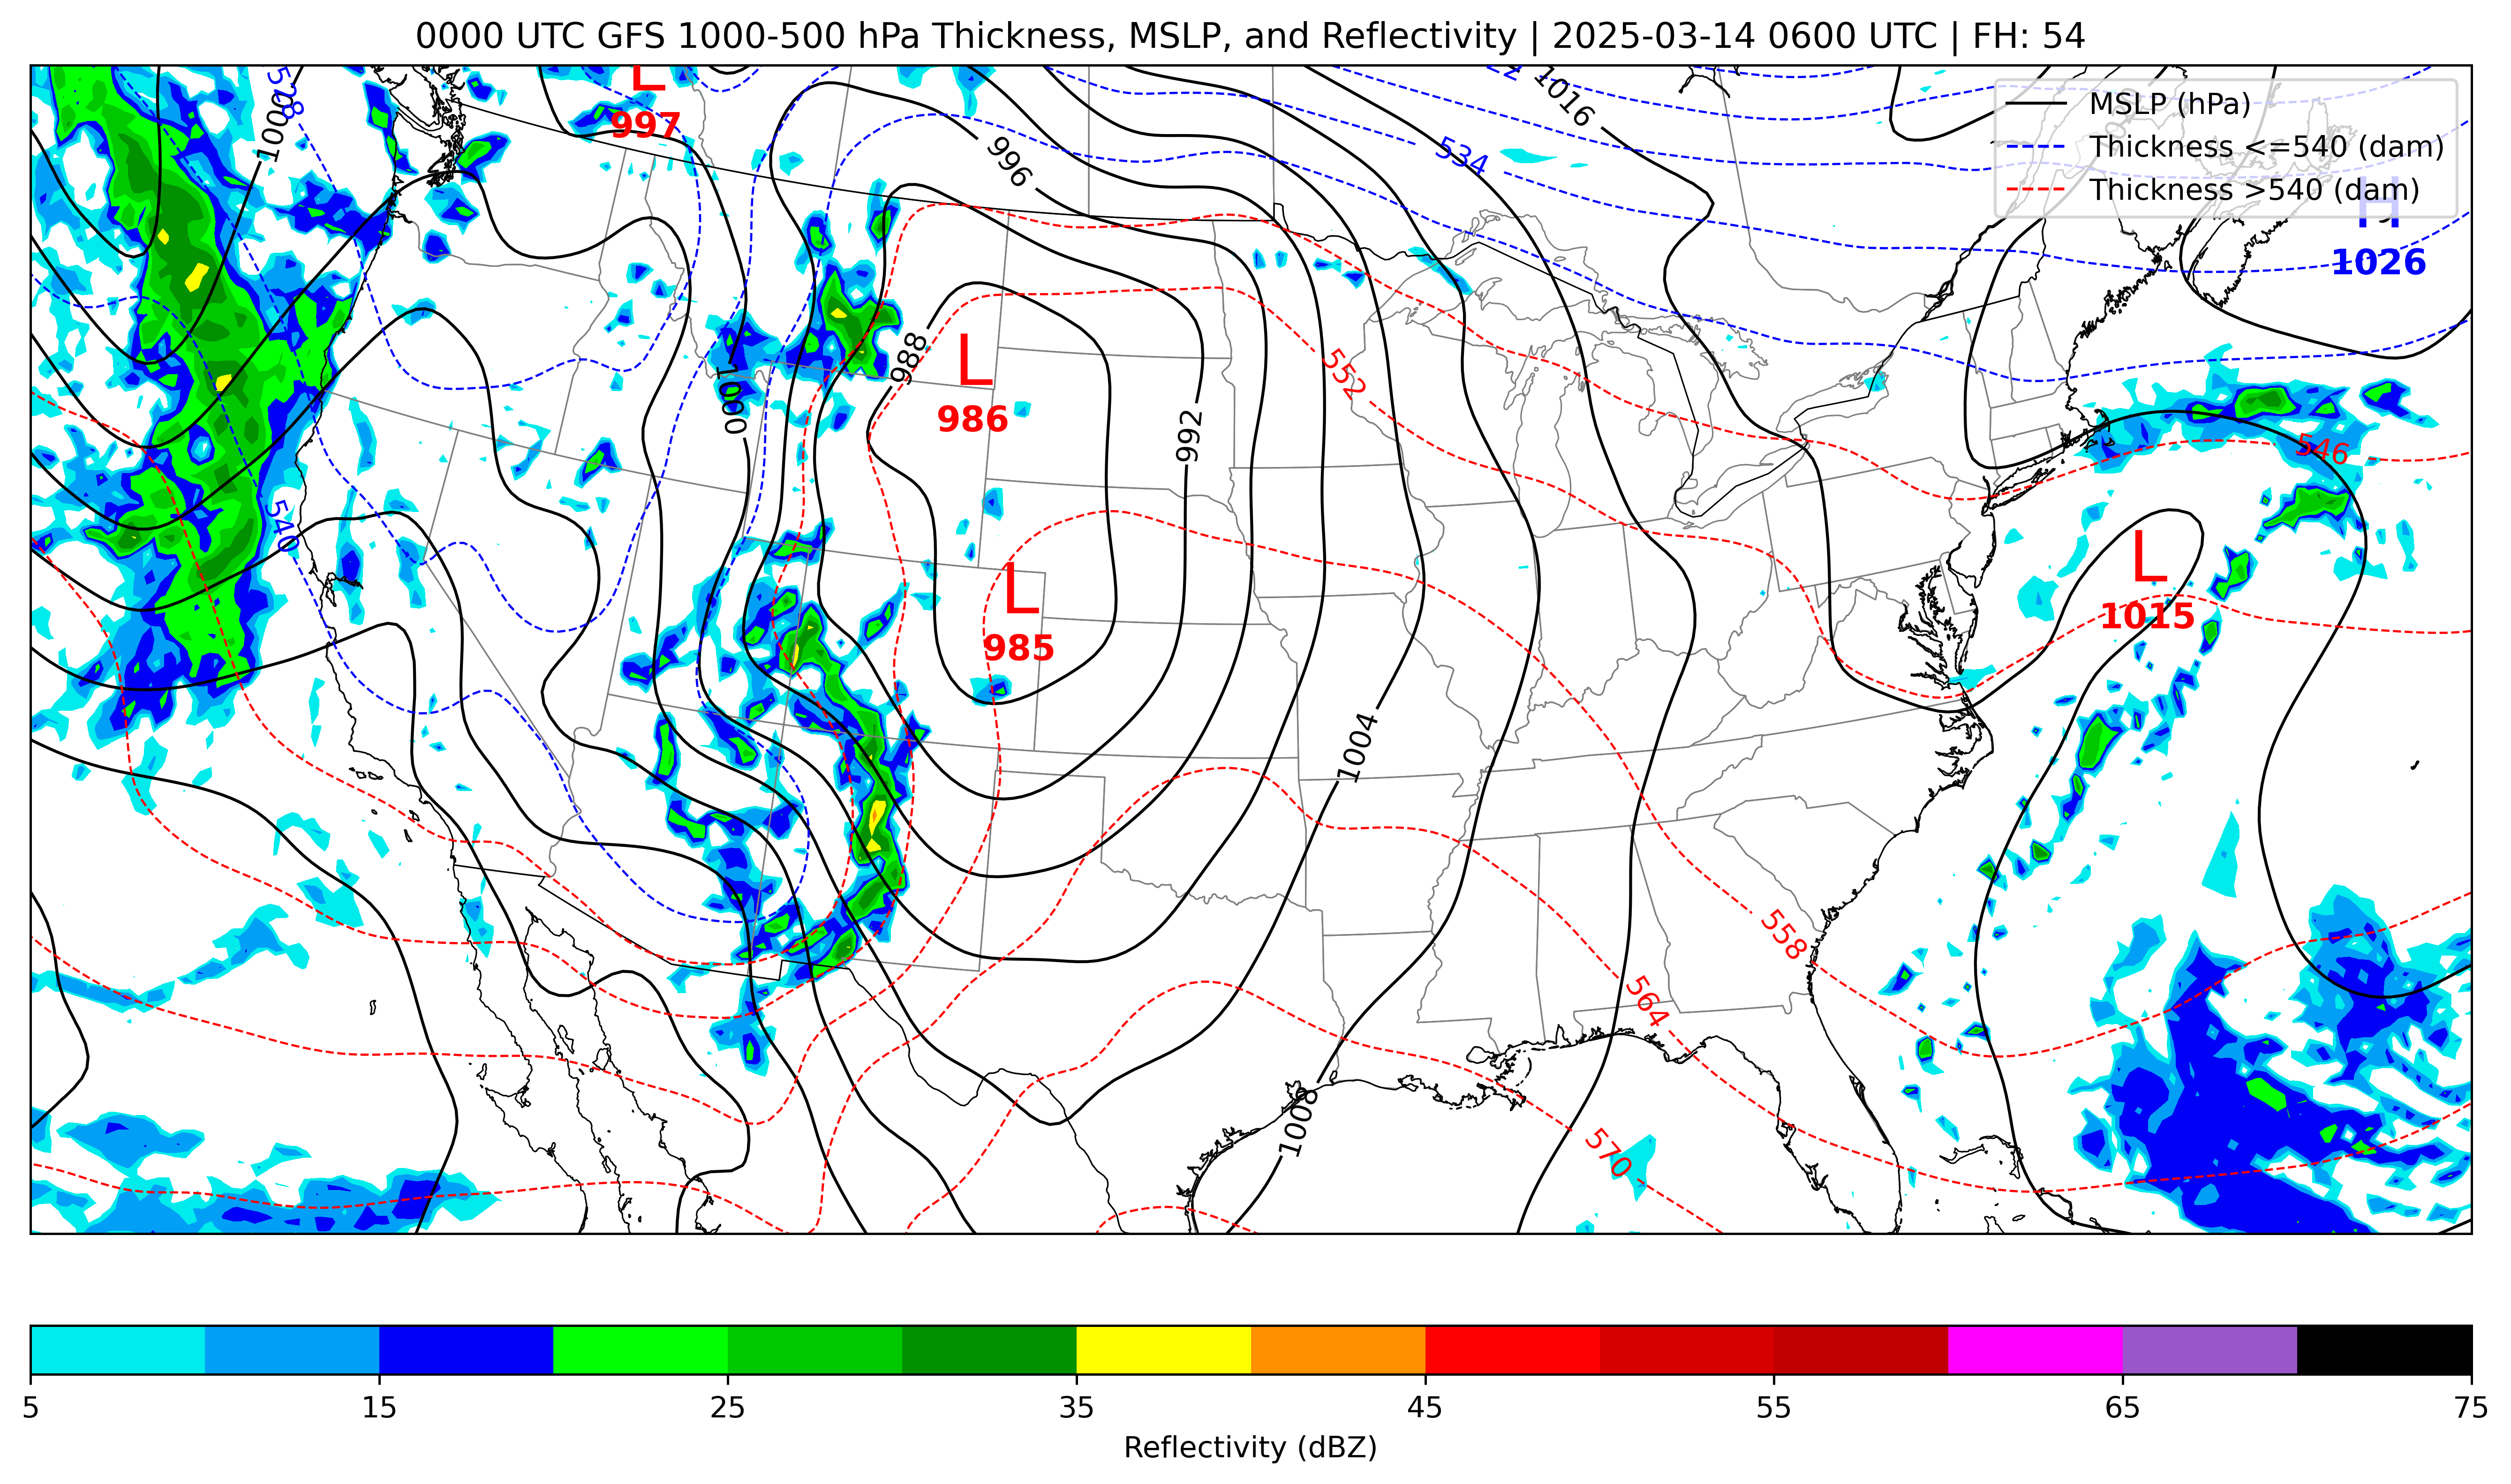 0000 UTC GFS 1000-500 hPa Thickness, MSLP, and Reflectivity | 2025-03-14 0600 UTC | FH: 54
MSLP (hPa)
Thickness <=540 (dam)
Thickness >540 (dam)
528
1000
L
997
1016
996
534
H
1026
L
986
988
1000
552
992
546
540
L
985
L
1015
1004
558
564
570
1008
5 15 25 35 45 55 65 75
Reflectivity (dBZ)